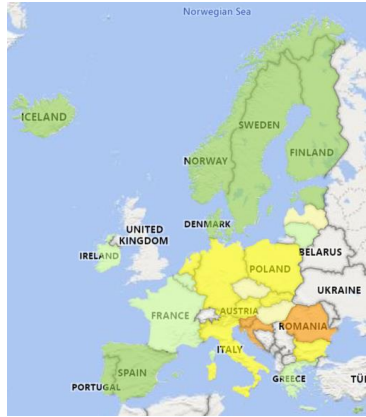 Norwegian Sea
ICELAND
SWEDEN
FINLAND
NORWAY
DENMARK
UNITED
KINGDOM
IRELAND
BELARUS
POLAND
UKRAINE
FRANCE
AUSTRIA
ROMANIA
ITALY
SPAIN
PORTUGAL
GREECE
TÜ